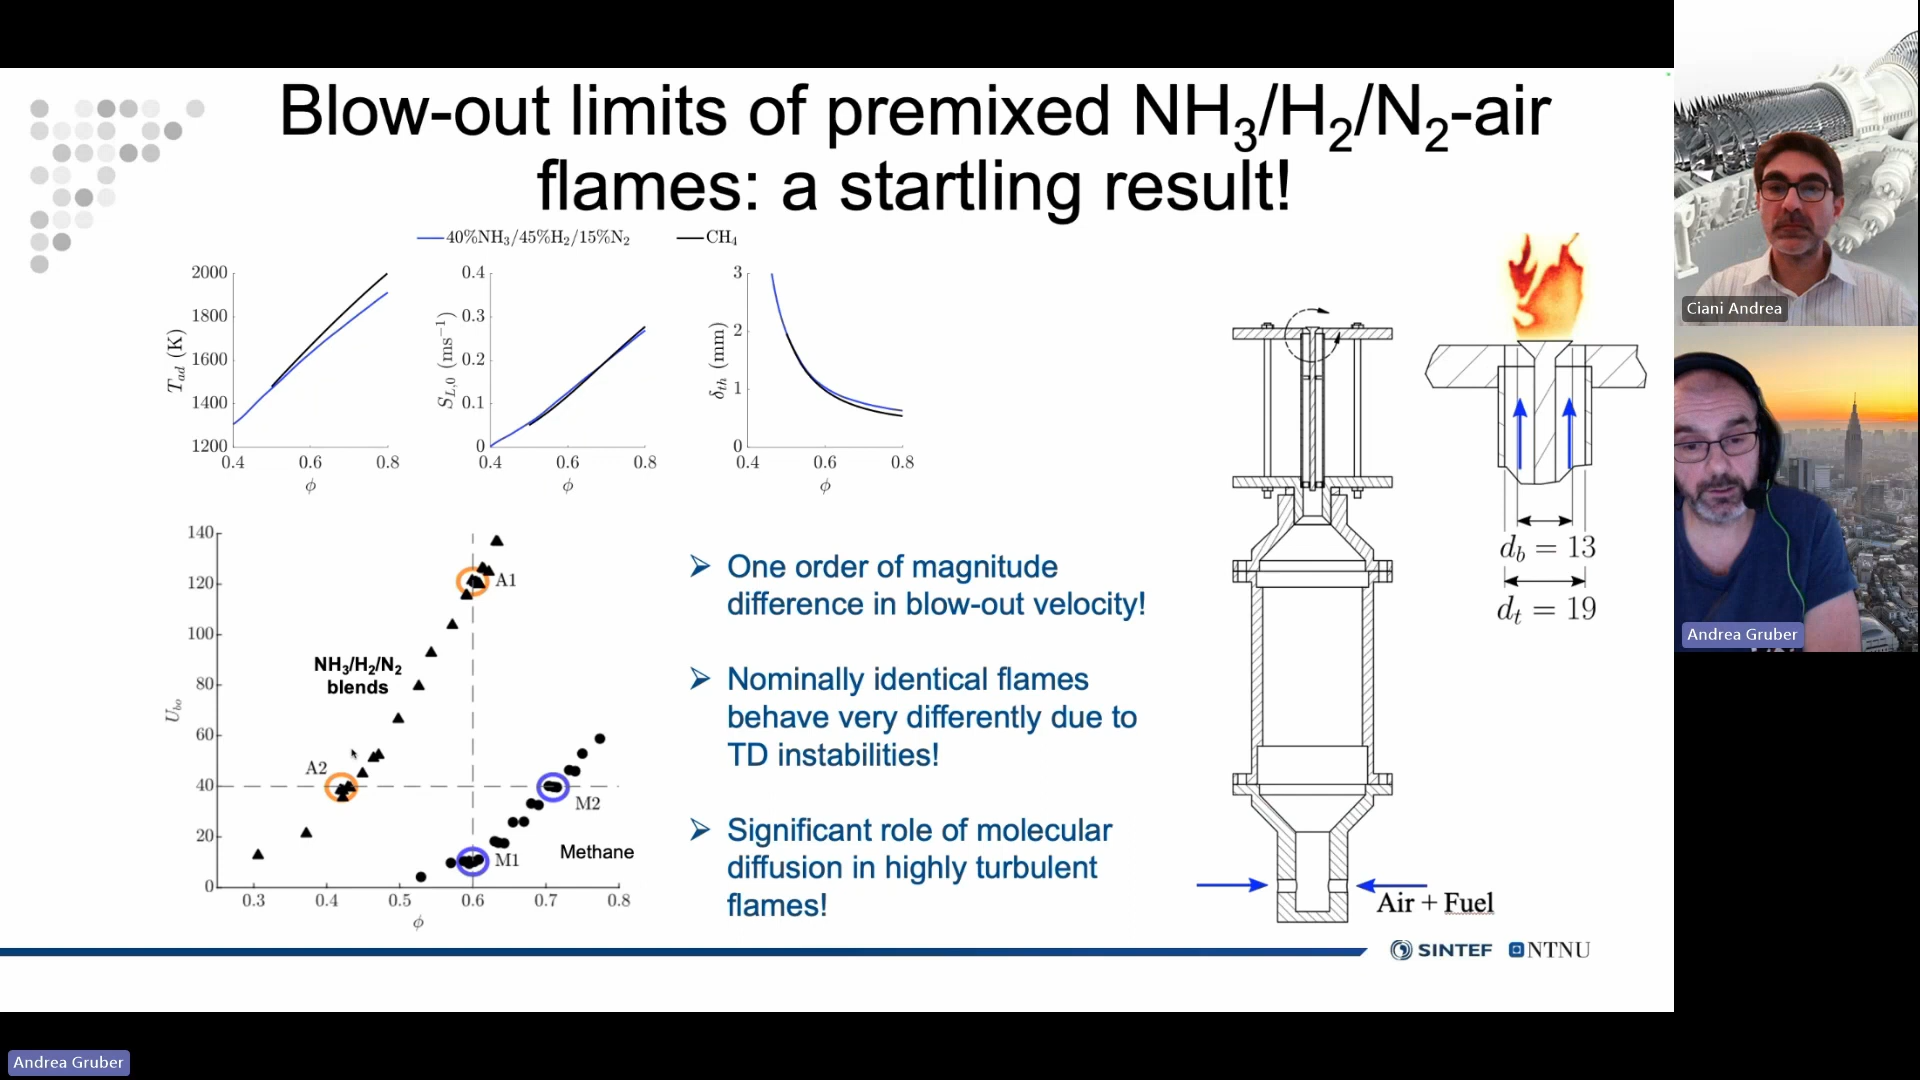 Blow-out limits of premixed NH₃/H₂/N₂-air
flames: a startling result!
40%NH₃/45%H₂/15%N₂
CH₄
2000
1800
1600
1400
1200
T_ad (K)
0.4
0.6
0.8
ϕ
0.4
0.3
0.2
0.1
0
S_L,0 (ms⁻¹)
0.4
0.6
0.8
ϕ
3
2
1
0
δ_th (mm)
0.4
0.6
0.8
ϕ
140
120
100
80
60
40
20
0
U_bo
A1
NH₃/H₂/N₂
blends
A2
M2
M1
Methane
0.3
0.4
0.5
0.6
0.7
0.8
ϕ
➢ One order of magnitude
difference in blow-out velocity!
➢ Nominally identical flames
behave very differently due to
TD instabilities!
➢ Significant role of molecular
diffusion in highly turbulent
flames!
d_b = 13
d_t = 19
Air + Fuel
SINTEF
NTNU
Ciani Andrea
Andrea Gruber
Andrea Gruber